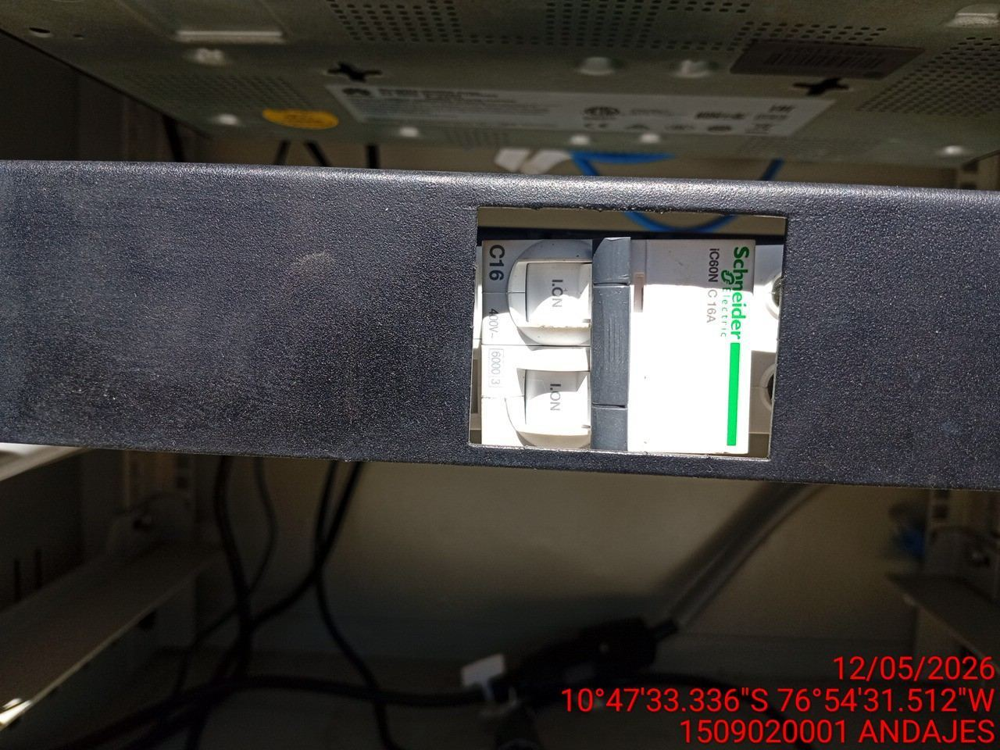 C16
400V~
6000
3
I.ON
I.ON
Schneider
Electric
iC60N C 16A
12/05/2026
10°47'33.336"S 76°54'31.512"W
1509020001 ANDAJES